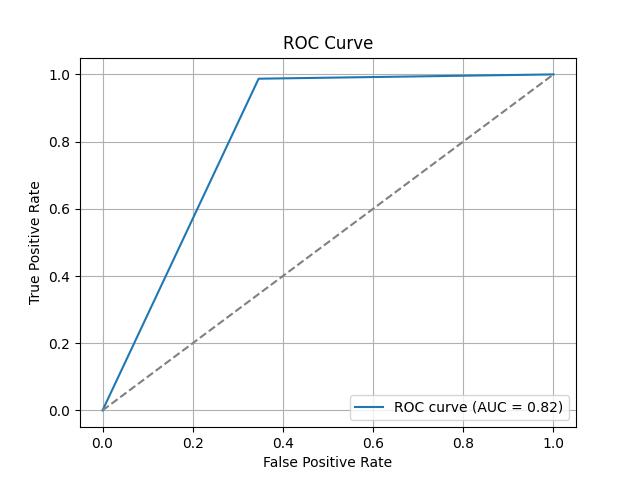 ROC Curve
1.0
0.8
0.6
0.4
0.2
0.0
True Positive Rate
ROC curve (AUC = 0.82)
0.0 0.2 0.4 0.6 0.8 1.0
False Positive Rate